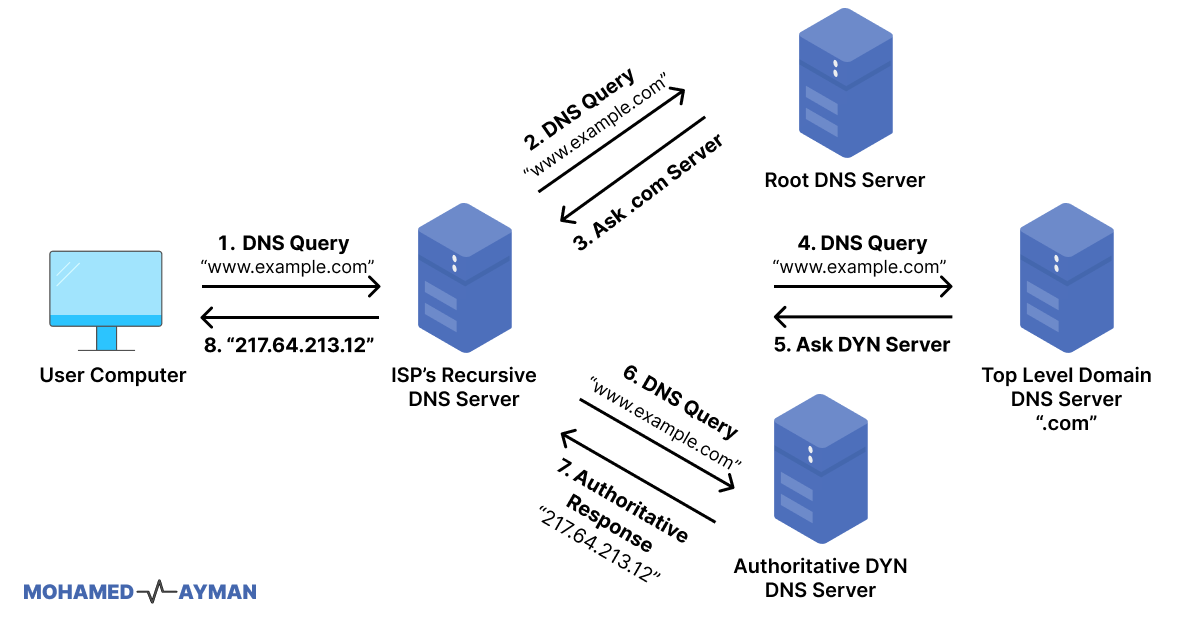 2. DNS Query
“www.example.com”
3. Ask .com Server
Root DNS Server
1. DNS Query
“www.example.com”
8. “217.64.213.12”
User Computer
ISP’s Recursive
DNS Server
4. DNS Query
“www.example.com”
5. Ask DYN Server
Top Level Domain
DNS Server
“.com”
6. DNS Query
“www.example.com”
7. Authoritative
Response
“217.64.213.12”
Authoritative DYN
DNS Server
MOHAMED AYMAN